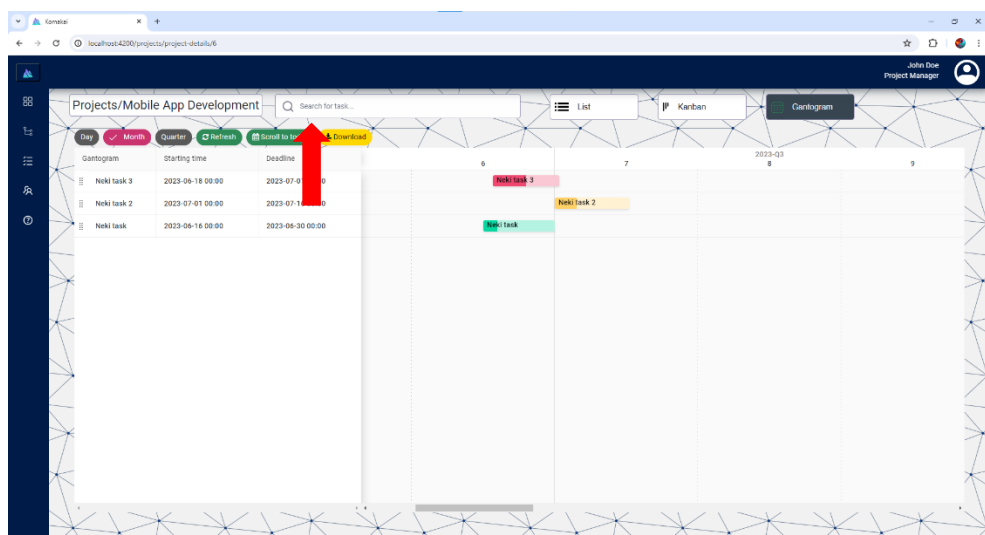 Komakai
localhost:4200/projects/project-details/6
John Doe
Project Manager
Projects/Mobile App Development
Search for task...
List
Kanban
Gantogram
Day
Month
Quarter
Refresh
Scroll to
Download
Gantogram Starting time Deadline
2023-Q3
6 7 8 9
Neki task 3 2023-06-18 00:00
Neki task 3
Neki task 2 2023-07-01 00:00
Neki task 2
Neki task 2023-06-16 00:00 2023-06-30 00:00
Neki task